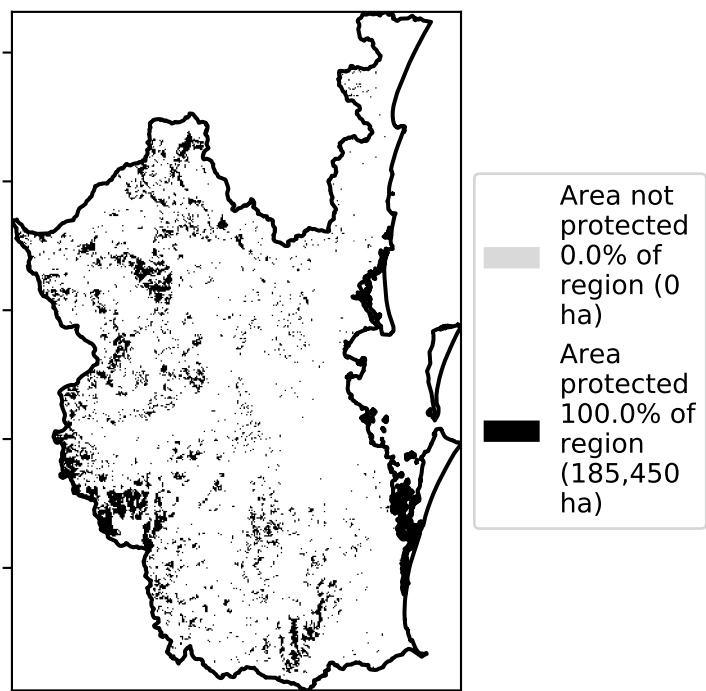 Area not
protected
0.0% of
region (0
ha)
Area
protected
100.0% of
region
(185,450
ha)